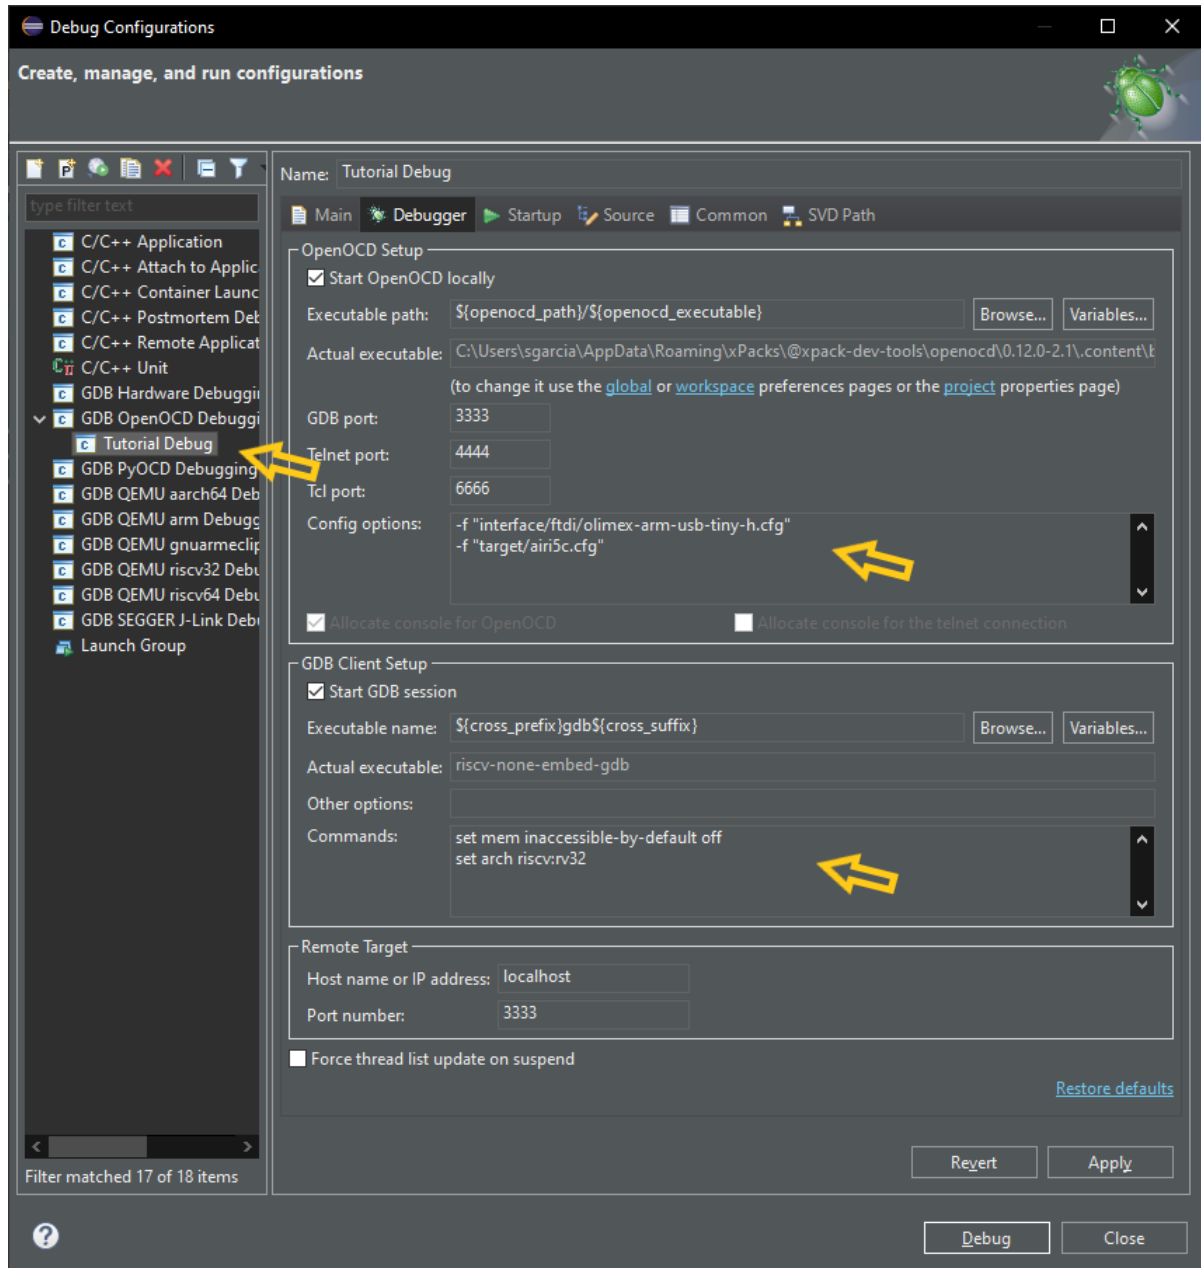 Debug Configurations
Create, manage, and run configurations
type filter text
C/C++ Application
C/C++ Attach to Applic
C/C++ Container Launc
C/C++ Postmortem Deb
C/C++ Remote Applicat
C/C++ Unit
GDB Hardware Debuggin
GDB OpenOCD Debuggi
Tutorial Debug
GDB PyOCD Debugging
GDB QEMU aarch64 Deb
GDB QEMU arm Debugg
GDB QEMU gnuarmeclip
GDB QEMU riscv32 Debu
GDB QEMU riscv64 Debu
GDB SEGGER J-Link Debu
Launch Group
Filter matched 17 of 18 items
Name: Tutorial Debug
Main Debugger Startup Source Common SVD Path
OpenOCD Setup
Start OpenOCD locally
Executable path: ${openocd_path}/${openocd_executable} Browse... Variables...
Actual executable: C:\Users\sgarcia\AppData\Roaming\xPacks\@xpack-dev-tools\openocd\0.12.0-2.1\.content\b
(to change it use the global or workspace preferences pages or the project properties page)
GDB port: 3333
Telnet port: 4444
Tcl port: 6666
Config options: -f "interface/ftdi/olimex-arm-usb-tiny-h.cfg"
-f "target/airi5c.cfg"
Allocate console for OpenOCD Allocate console for the telnet connection
GDB Client Setup
Start GDB session
Executable name: ${cross_prefix}gdb${cross_suffix} Browse... Variables...
Actual executable: riscv-none-embed-gdb
Other options:
Commands: set mem inaccessible-by-default off
set arch riscv:rv32
Remote Target
Host name or IP address: localhost
Port number: 3333
Force thread list update on suspend
Restore defaults
Revert Apply
Debug Close